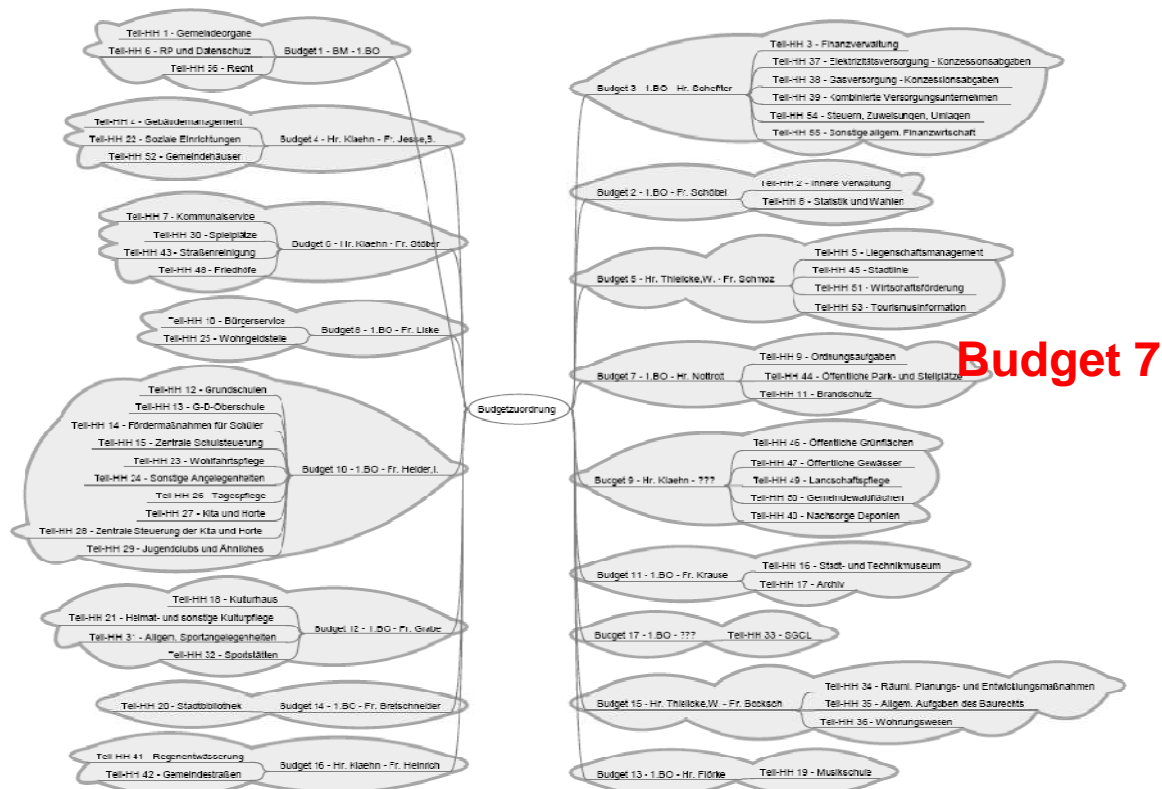 Teil-HH 1 - Gemeindeorgane
Teil-HH 6 - RP und Datenschutz
Teil-HH 56 - Recht
Budget 1 - BM - 1.BO
Teil-HH 4 - Gebäudemanagement
Teil-HH 22 - Soziale Einrichtungen
Teil-HH 52 - Gemeindehäuser
Budget 4 - Hr. Klaehn - Fr. Jesse,S.
Teil-HH 7 - Kommunalservice
Teil-HH 30 - Spielplätze
Teil-HH 43 - Straßenreinigung
Teil-HH 48 - Friedhöfe
Budget 6 - Hr. Klaehn - Fr. Stöber
Teil-HH 10 - Bürgerservice
Teil-HH 25 - Wohngeldstelle
Budget 8 - 1.BO - Fr. Liske
Teil-HH 12 - Grundschulen
Teil-HH 13 - G-D-Oberschule
Teil-HH 14 - Fördermaßnahmen für Schüler
Teil-HH 15 - Zentrale Schulsteuerung
Teil-HH 23 - Wohlfahrtspflege
Teil-HH 24 - Sonstige Angelegenheiten
Teil-HH 26 - Tagespflege
Teil-HH 27 - Kita und Horte
Teil-HH 28 - Zentrale Steuerung der Kita und Horte
Teil-HH 29 - Jugendclubs und Ähnliches
Budget 10 - 1.BO - Fr. Heider,I.
Teil-HH 18 - Kulturhaus
Teil-HH 21 - Heimat- und sonstige Kulturpflege
Teil-HH 31 - Allgem. Sportangelegenheiten
Teil-HH 32 - Sportstätten
Budget 12 - 1.BO - Fr. Grabe
Teil-HH 20 - Stadtbibliothek
Budget 14 - 1.BO - Fr. Bretschneider
Teil-HH 41 - Regenentwässerung
Teil-HH 42 - Gemeindestraßen
Budget 16 - Hr. Klaehn - Fr. Heinrich
Budgetzuordnung
Budget 3 - 1.BO - Hr. Scheffler
Teil-HH 3 - Finanzverwaltung
Teil-HH 37 - Elektrizitätsversorgung - Konzessionsabgaben
Teil-HH 38 - Gasversorgung - Konzessionsabgaben
Teil-HH 39 - Kombinierte Versorgungsunternehmen
Teil-HH 54 - Steuern, Zuweisungen, Umlagen
Teil-HH 55 - Sonstige allgem. Finanzwirtschaft
Budget 2 - 1.BO - Fr. Schöbel
Teil-HH 2 - Innere Verwaltung
Teil-HH 8 - Statistik und Wahlen
Budget 5 - Hr. Thielicke,W. - Fr. Schmoz
Teil-HH 5 - Liegenschaftsmanagement
Teil-HH 45 - Stadtlinie
Teil-HH 51 - Wirtschaftsförderung
Teil-HH 53 - Tourismusinformation
Budget 7 - 1.BO - Hr. Nottrott
Teil-HH 9 - Ordnungsaufgaben
Teil-HH 44 - Öffentliche Park- und Stellplätze
Teil-HH 11 - Brandschutz
Budget 7
Budget 9 - Hr. Klaehn - ???
Teil-HH 46 - Öffentliche Grünflächen
Teil-HH 47 - Öffentliche Gewässer
Teil-HH 49 - Landschaftspflege
Teil-HH 50 - Gemeindewaldflächen
Teil-HH 40 - Nachsorge Deponien
Budget 11 - 1.BO - Fr. Krause
Teil-HH 16 - Stadt- und Technikmuseum
Teil-HH 17 - Archiv
Budget 17 - 1.BO - ???
Teil-HH 33 - SGCL
Budget 15 - Hr. Thielicke,W. - Fr. Bocksch
Teil-HH 34 - Räuml. Planungs- und Entwicklungsmaßnahmen
Teil-HH 35 - Allgem. Aufgaben des Baurechts
Teil-HH 36 - Wohnungswesen
Budget 13 - 1.BO - Hr. Flörke
Teil-HH 19 - Musikschule